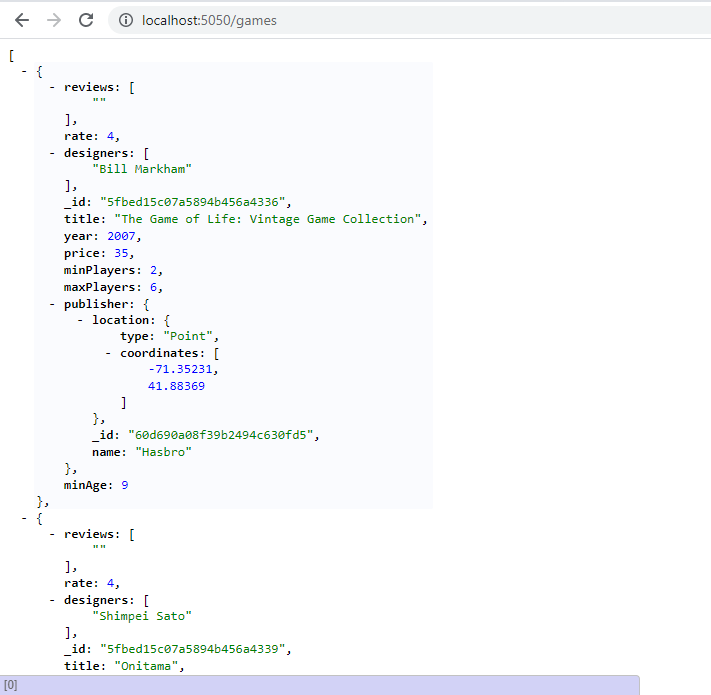 localhost:5050/games
[
- {
- reviews: [
""
],
rate: 4,
- designers: [
"Bill Markham"
],
_id: "5fbed15c07a5894b456a4336",
title: "The Game of Life: Vintage Game Collection",
year: 2007,
price: 35,
minPlayers: 2,
maxPlayers: 6,
- publisher: {
- location: {
type: "Point",
- coordinates: [
-71.35231,
41.88369
]
},
_id: "60d690a08f39b2494c630fd5",
name: "Hasbro"
},
minAge: 9
},
- {
- reviews: [
""
],
rate: 4,
- designers: [
"Shimpei Sato"
],
_id: "5fbed15c07a5894b456a4339",
title: "Onitama",
[0]